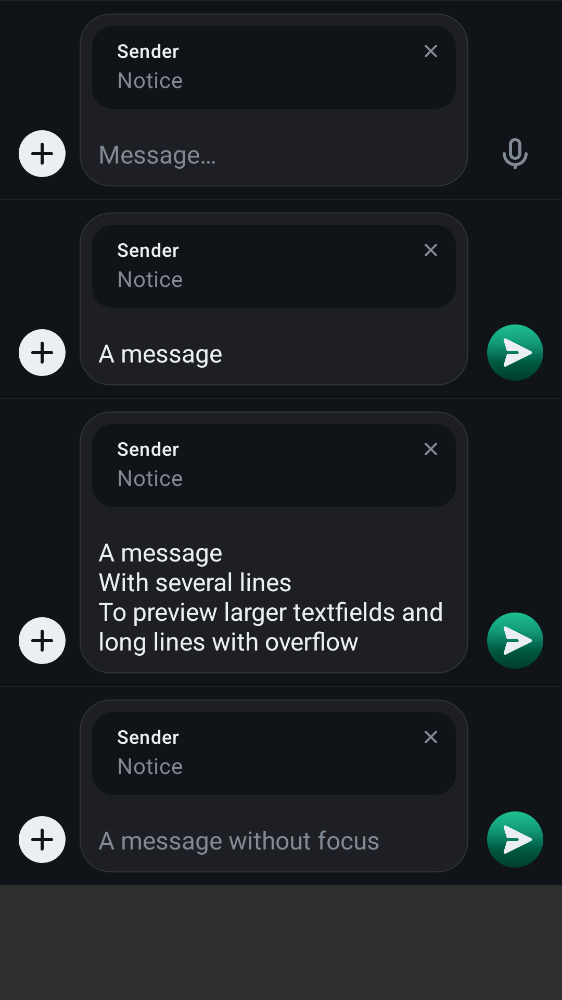 Sender
Notice
Message…
Sender
Notice
A message
Sender
Notice
A message
With several lines
To preview larger textfields and
long lines with overflow
Sender
Notice
A message without focus